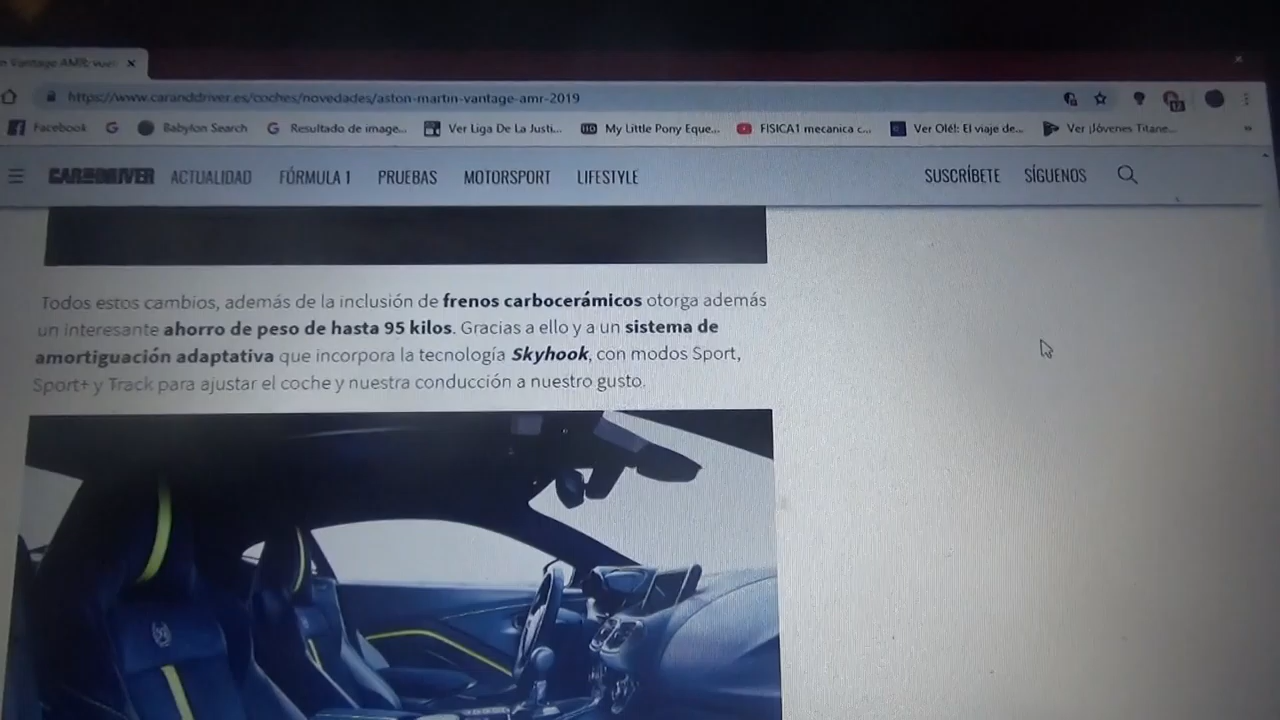 n Vantage AMR: vue
https://www.caranddriver.es/coches/novedades/aston-martin-vantage-amr-2019
Facebook
Babylon Search
Resultado de image...
Ver Liga De La Justi...
My Little Pony Eque...
FISICA1 mecanica c...
Ver Olé!: El viaje de...
Ver ¡Jóvenes Titane...
»
CAR AND DRIVER
ACTUALIDAD
FÓRMULA 1
PRUEBAS
MOTORSPORT
LIFESTYLE
SUSCRÍBETE
SÍGUENOS
Todos estos cambios, además de la inclusión de frenos carbocerámicos otorga además
un interesante ahorro de peso de hasta 95 kilos. Gracias a ello y a un sistema de
amortiguación adaptativa que incorpora la tecnología Skyhook, con modos Sport,
Sport+ y Track para ajustar el coche y nuestra conducción a nuestro gusto.